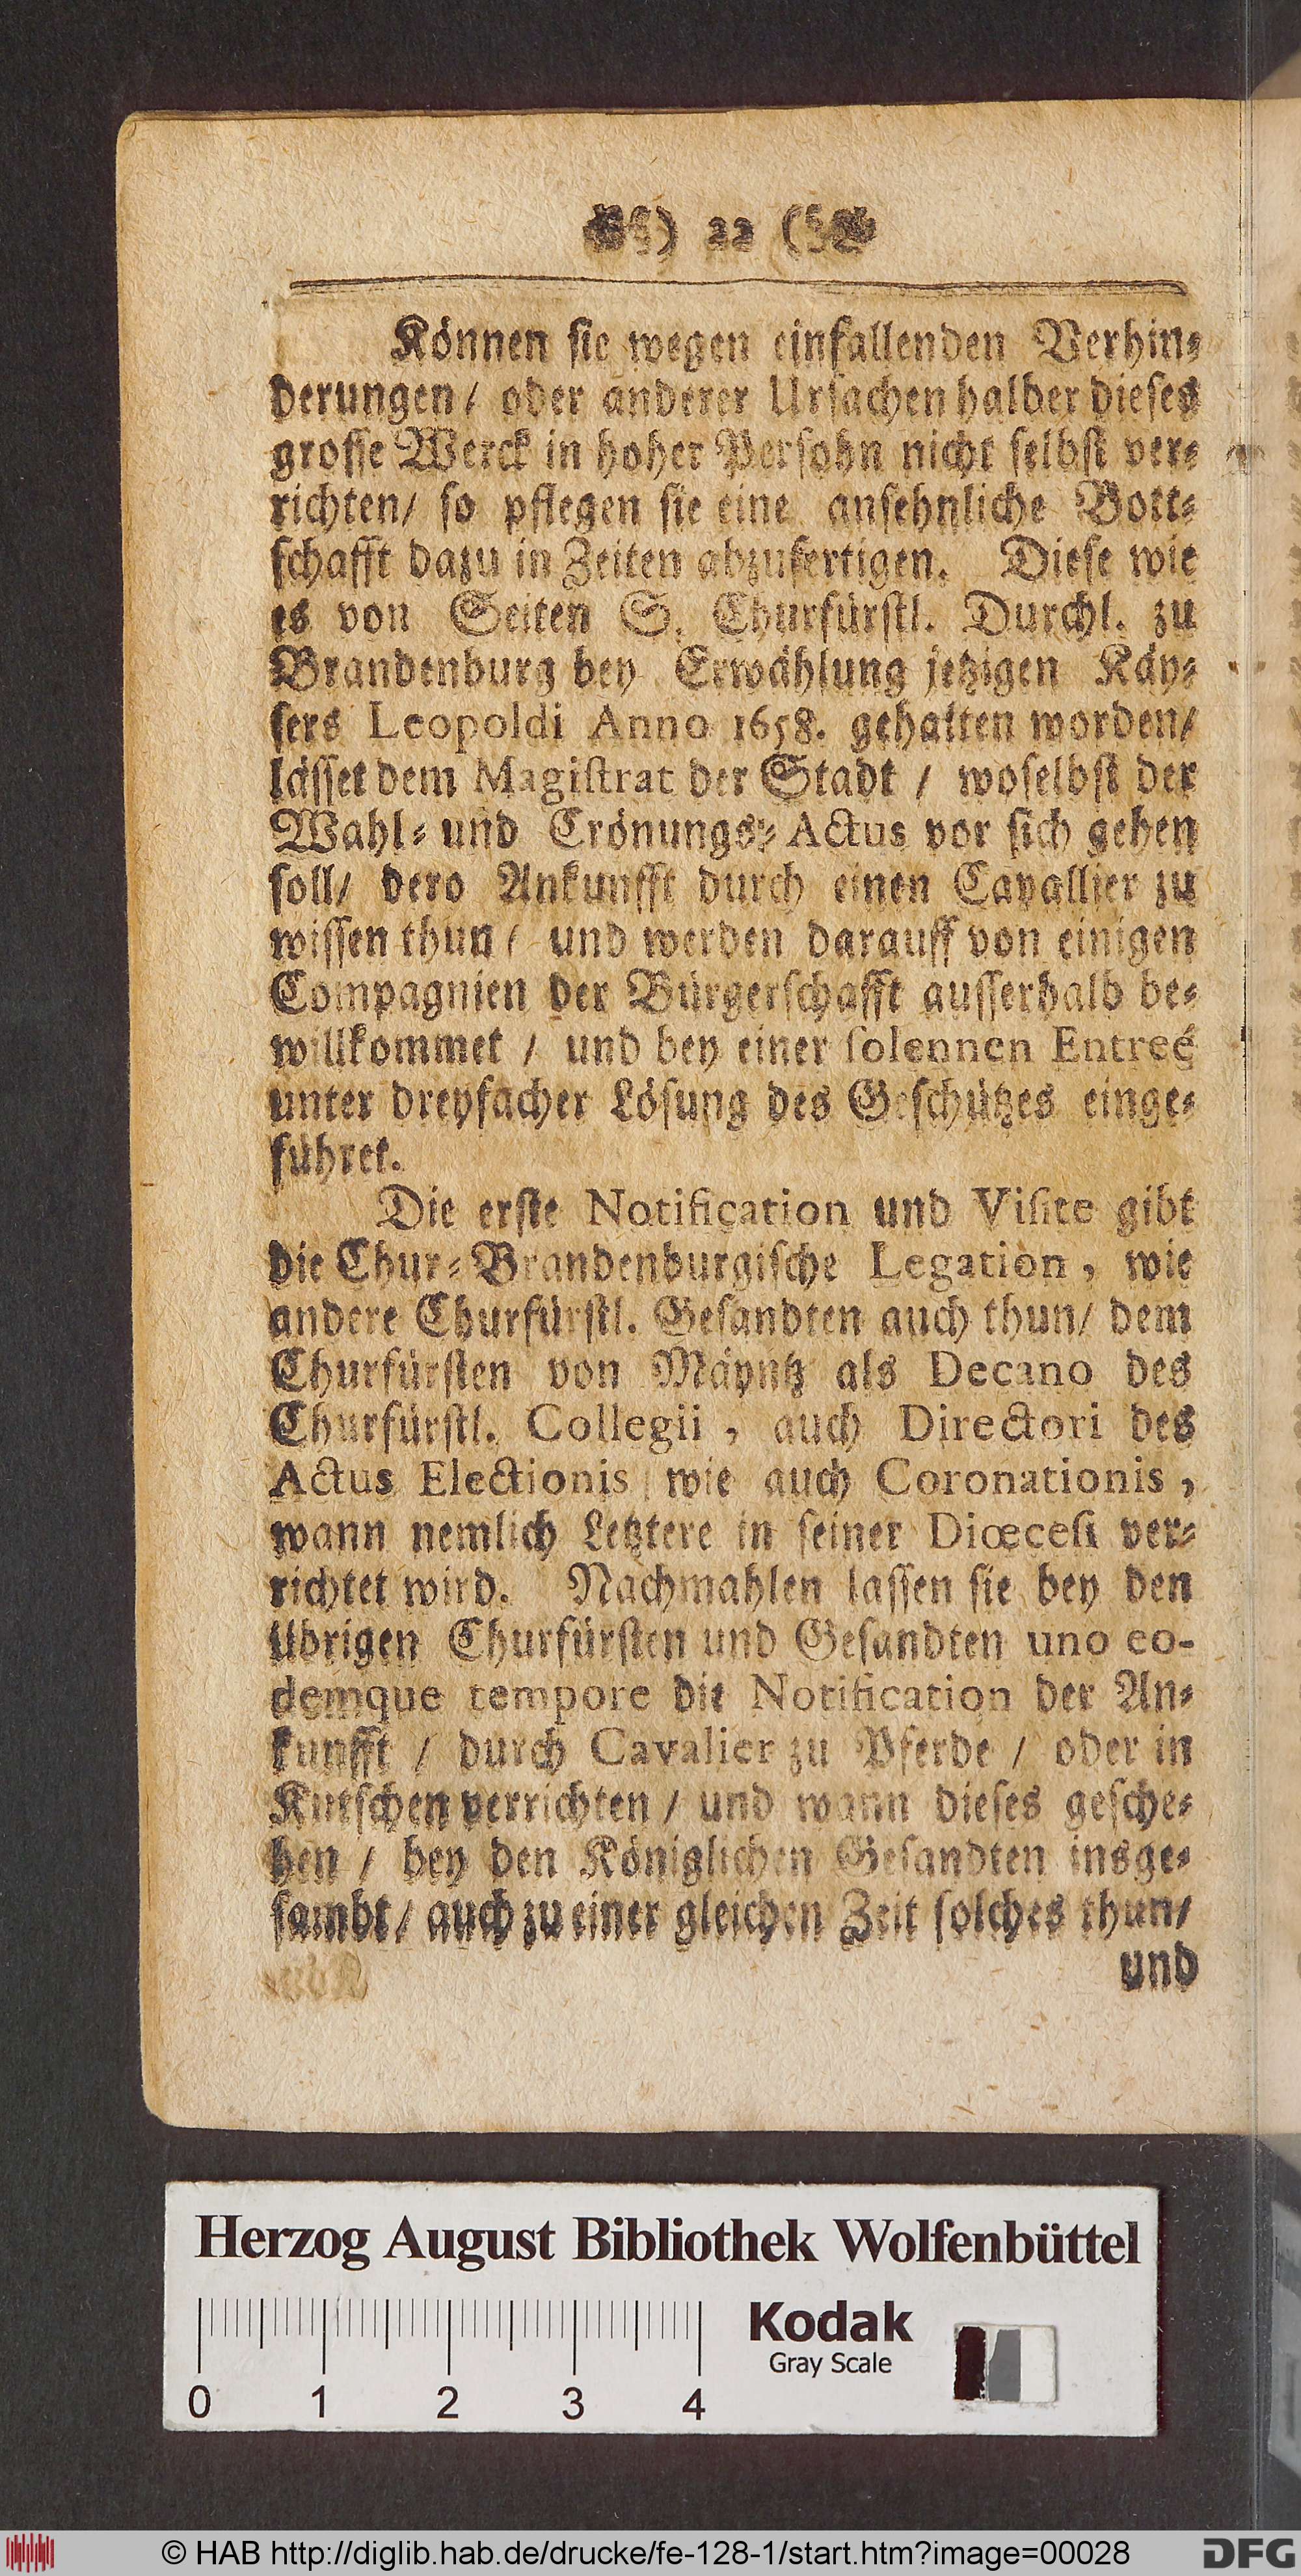 ) 22 (
Können sie wegen einfallenden Verhin⸗
derungen / oder anderer Ursachen halber dieses
grosse Werck in hoher Persohn nicht selbst ver⸗
richten / so pflegen sie eine ansehnliche Bott⸗
schafft dazu in Zeiten abzufertigen. Diese wie
es von Seiten S. Churfürstl. Durchl. zu
Brandenburg bey Erwählung jetzigen Käy⸗
sers Leopoldi Anno 1658. gehalten worden /
lässet dem Magistrat der Stadt / woselbst der
Wahl⸗ und Crönungs⸗ Actus vor sich gehen
soll / dero Ankunfft durch einen Cavallier zu
wissen thun / und werden darauff von einigen
Compagnien der Bürgerschafft ausserhalb be⸗
willkommet / und bey einer solennen Entreé
unter dreyfacher Lösung des Geschützes einge⸗
führet.
Die erste Notification und Visite gibt
die Chur⸗Brandenburgische Legation, wie
andere Churfürstl. Gesandten auch thun / dem
Churfürsten von Mäyntz als Decano des
Churfürstl. Collegii, auch Directori des
Actus Electionis wie auch Coronationis,
wann nemlich Letztere in seiner Diœcesi ver⸗
richtet wird. Nachmahlen lassen sie bey den
übrigen Churfürsten und Gesandten uno eo-
demque tempore die Notification der An⸗
kunfft / durch Cavalier zu Pferde / oder in
Kutschen verrichten / und wann dieses gesche⸗
hen / bey den Königlichen Gesandten insge⸗
sambt / auch zu einer gleichen Zeit solches thun /
und
Herzog August Bibliothek Wolfenbüttel
Kodak
Gray Scale
0 1 2 3 4
© HAB http://diglib.hab.de/drucke/fe-128-1/start.htm?image=00028
DFG